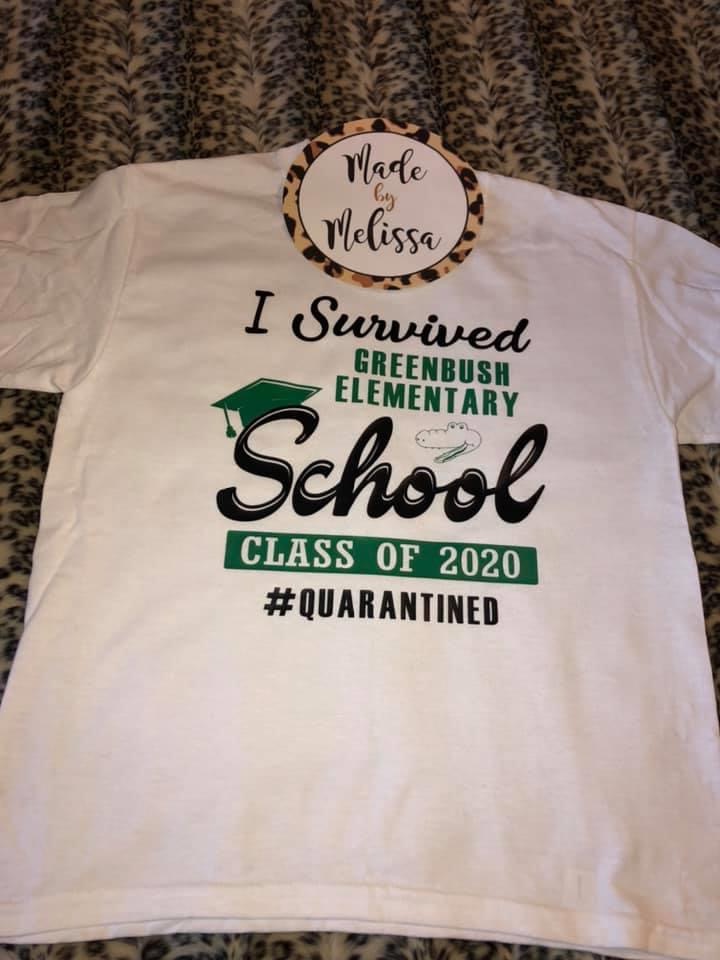 Made
by
Melissa
I Survived
GREENBUSH
ELEMENTARY
School
CLASS OF 2020
#QUARANTINED